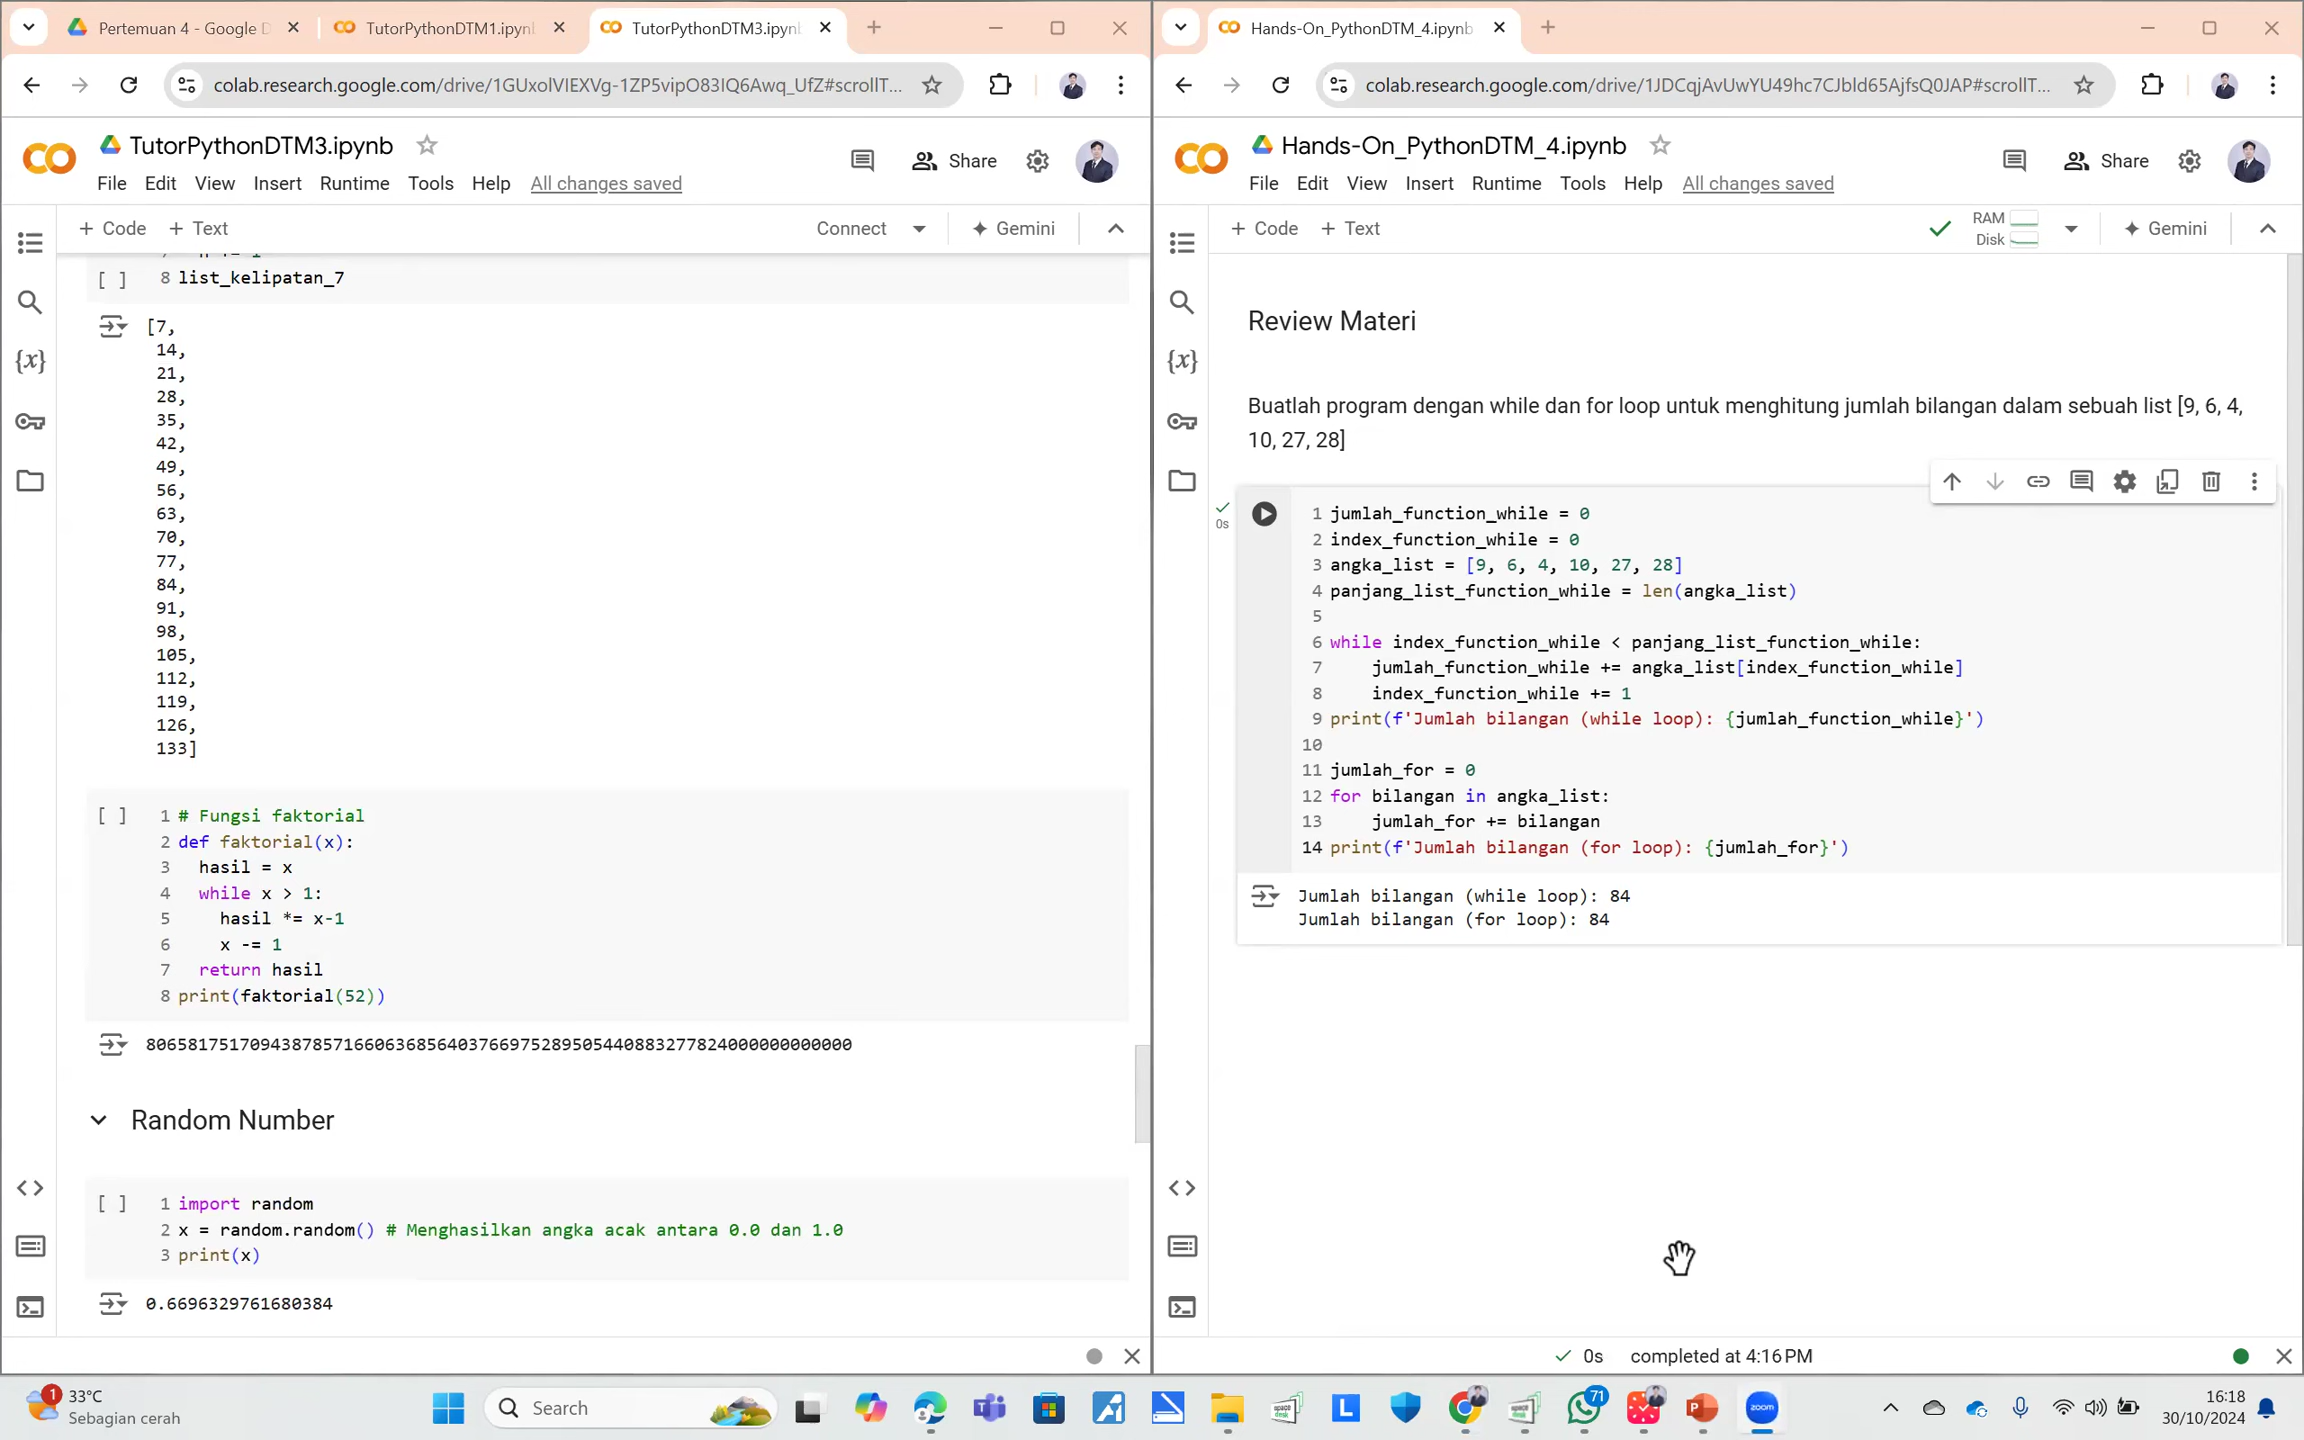 Pertemuan 4 - Google D
TutorPythonDTM1.ipynb
TutorPythonDTM3.ipynb
colab.research.google.com/drive/1GUxolVIEXVg-1ZP5vipO83IQ6Awq_UfZ#scrollT...
TutorPythonDTM3.ipynb
Share
File Edit View Insert Runtime Tools Help All changes saved
+ Code + Text
Connect
Gemini
8 list_kelipatan_7
[7,
14,
21,
28,
35,
42,
49,
56,
63,
70,
77,
84,
91,
98,
105,
112,
119,
126,
133]
[ ] 1 # Fungsi faktorial
2 def faktorial(x):
3 hasil = x
4 while x > 1:
5 hasil *= x-1
6 x -= 1
7 return hasil
8 print(faktorial(52))
80658175170943878571660636856403766975289505440883277824000000000000
Random Number
[ ] 1 import random
2 x = random.random() # Menghasilkan angka acak antara 0.0 dan 1.0
3 print(x)
0.6696329761680384
Hands-On_PythonDTM_4.ipynb
colab.research.google.com/drive/1JDCqjAvUwYU49hc7CJbld65AjfsQ0JAP#scrollT...
Hands-On_PythonDTM_4.ipynb
Share
File Edit View Insert Runtime Tools Help All changes saved
+ Code + Text
RAM
Disk
Gemini
Review Materi
Buatlah program dengan while dan for loop untuk menghitung jumlah bilangan dalam sebuah list [9, 6, 4,
10, 27, 28]
0s
1 jumlah_function_while = 0
2 index_function_while = 0
3 angka_list = [9, 6, 4, 10, 27, 28]
4 panjang_list_function_while = len(angka_list)
5
6 while index_function_while < panjang_list_function_while:
7 jumlah_function_while += angka_list[index_function_while]
8 index_function_while += 1
9 print(f'Jumlah bilangan (while loop): {jumlah_function_while}')
10
11 jumlah_for = 0
12 for bilangan in angka_list:
13 jumlah_for += bilangan
14 print(f'Jumlah bilangan (for loop): {jumlah_for}')
Jumlah bilangan (while loop): 84
Jumlah bilangan (for loop): 84
0s completed at 4:16 PM
1
33°C
Sebagian cerah
Search
71
zoom
16:18
30/10/2024